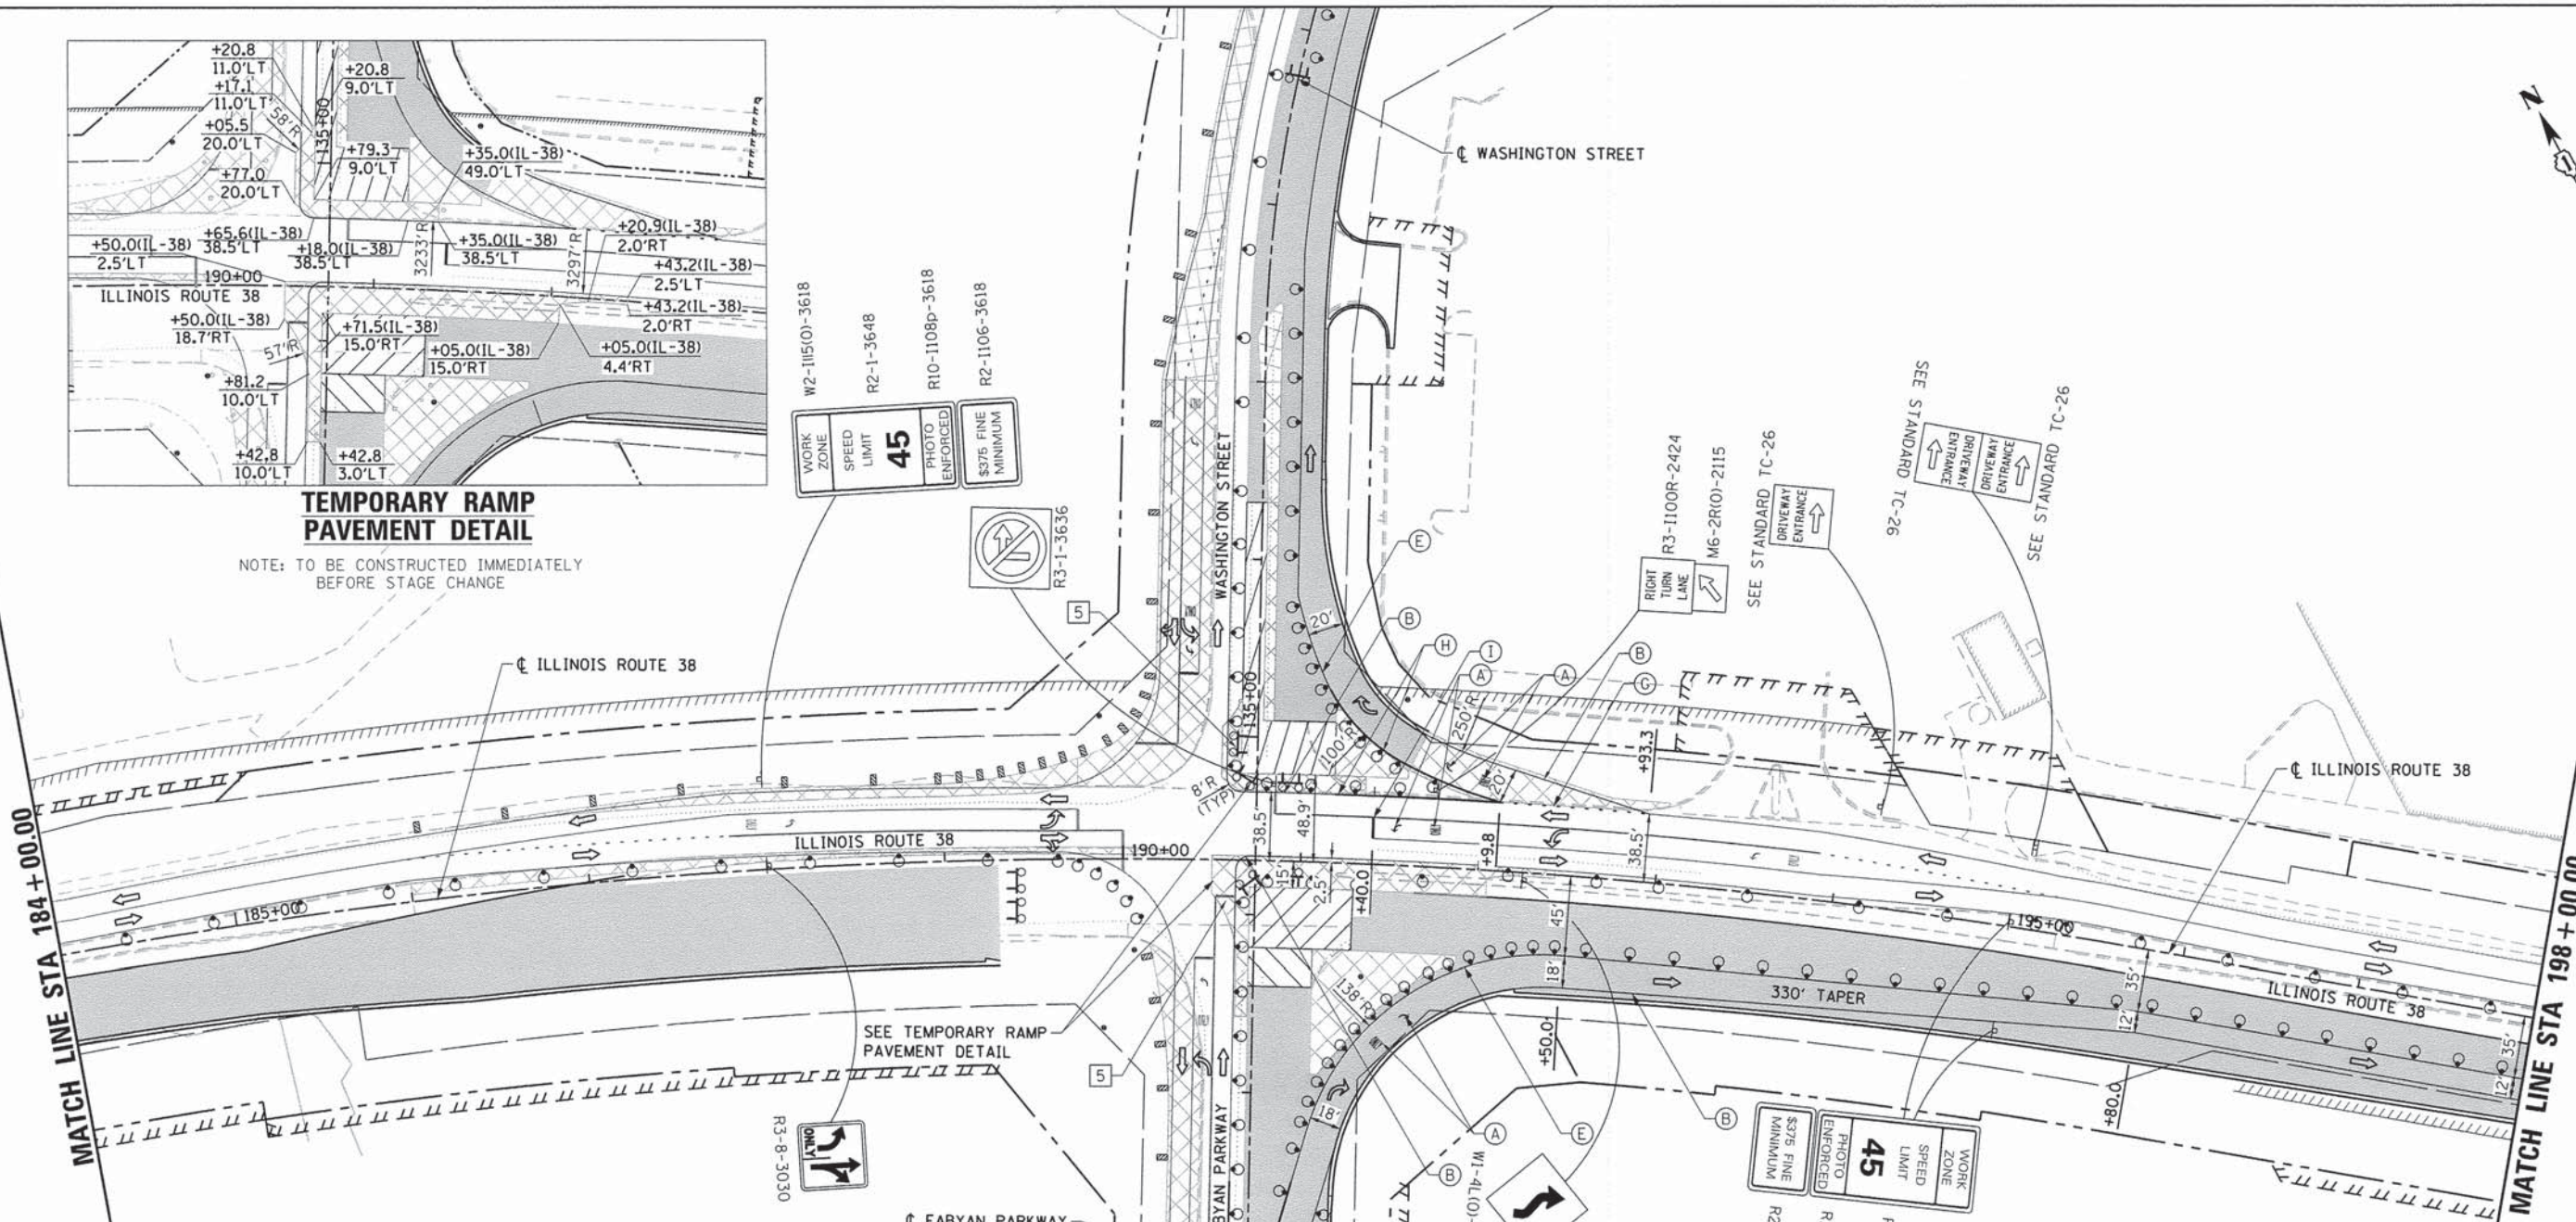 +20.8
11.0'LT
+17.1
11.0'LT
+05.5
20.0'LT
58'R
135+00
+20.8
9.0'LT
+79.3
9.0'LT
+35.0(IL-38)
49.0'LT
+77.0
20.0'LT
+50.0(IL-38)
2.5'LT
+65.6(IL-38)
38.5'LT
+18.0(IL-38)
38.5'LT
3233'R
+35.0(IL-38)
38.5'LT
3297'R
+20.9(IL-38)
2.0'RT
+43.2(IL-38)
2.5'LT
+43.2(IL-38)
2.0'RT
190+00
ILLINOIS ROUTE 38
+50.0(IL-38)
18.7'RT
57'R
+71.5(IL-38)
15.0'RT
+05.0(IL-38)
15.0'RT
+05.0(IL-38)
4.4'RT
+81.2
10.0'LT
+42.8
10.0'LT
+42.8
3.0'LT
TEMPORARY RAMP
PAVEMENT DETAIL
NOTE: TO BE CONSTRUCTED IMMEDIATELY
BEFORE STAGE CHANGE
W2-I115(O)-3618
R2-1-3648
R10-I108p-3618
R2-I106-3618
WORK
ZONE
SPEED
LIMIT
45
PHOTO
ENFORCED
$375 FINE
MINIMUM
R3-1-3636
5
WASHINGTON STREET
℄ WASHINGTON STREET
N
E
B
H
I
A
A
B
G
20'
R3-I100R-2424
M6-2R(O)-2115
RIGHT
TURN
LANE
SEE STANDARD TC-26
DRIVEWAY
ENTRANCE
SEE STANDARD TC-26
DRIVEWAY
ENTRANCE
DRIVEWAY
ENTRANCE
SEE STANDARD TC-26
℄ ILLINOIS ROUTE 38
135+00
100'R
250'R
20'
+93.3
8'R
(TYP)
38.5'
48.9'
+9.8
38.5'
℄ ILLINOIS ROUTE 38
MATCH LINE STA 184+00.00
185+00
ILLINOIS ROUTE 38
190+00
15'
2.5'
+40.0
45'
18'
195+00
138'R
330' TAPER
35'
12'
ILLINOIS ROUTE 38
35'
12'
MATCH LINE STA 198+00.00
SEE TEMPORARY RAMP
PAVEMENT DETAIL
5
+50.0
+80.0
18'
A
E
B
B
R3-8-3030
ONLY
W1-4L(O)-
$375 FINE
MINIMUM
PHOTO
ENFORCED
45
SPEED
LIMIT
WORK
ZONE
BYAN PARKWAY
℄ FABYAN PARKWAY